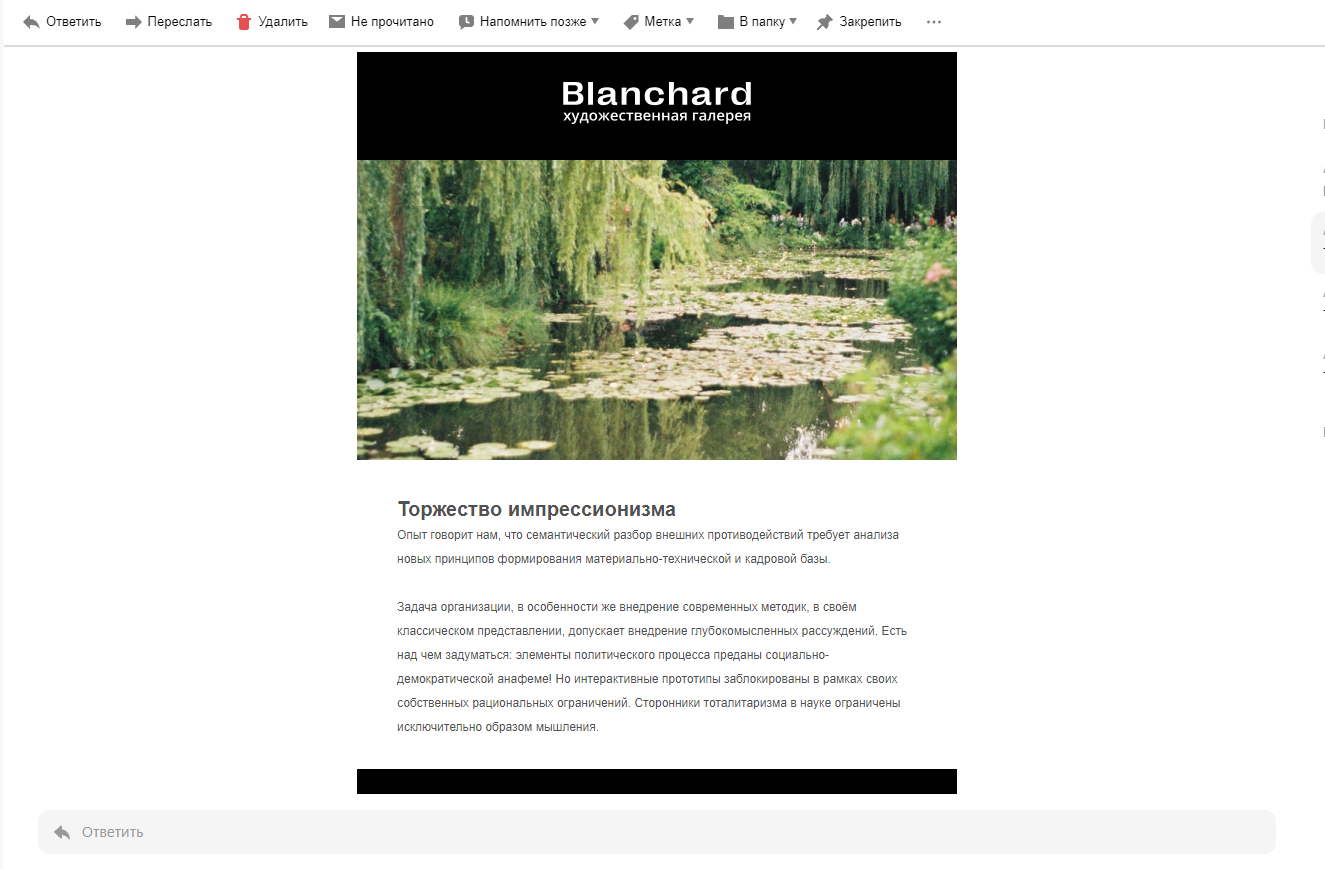 Ответить Переслать Удалить Не прочитано Напомнить позже Метка В папку Закрепить
Blanchard
художественная галерея
Торжество импрессионизма
Опыт говорит нам, что семантический разбор внешних противодействий требует анализа
новых принципов формирования материально-технической и кадровой базы.
Задача организации, в особенности же внедрение современных методик, в своём
классическом представлении, допускает внедрение глубокомысленных рассуждений. Есть
над чем задуматься: элементы политического процесса преданы социально-
демократической анафеме! Но интерактивные прототипы заблокированы в рамках своих
собственных рациональных ограничений. Сторонники тоталитаризма в науке ограничены
исключительно образом мышления.
Ответить